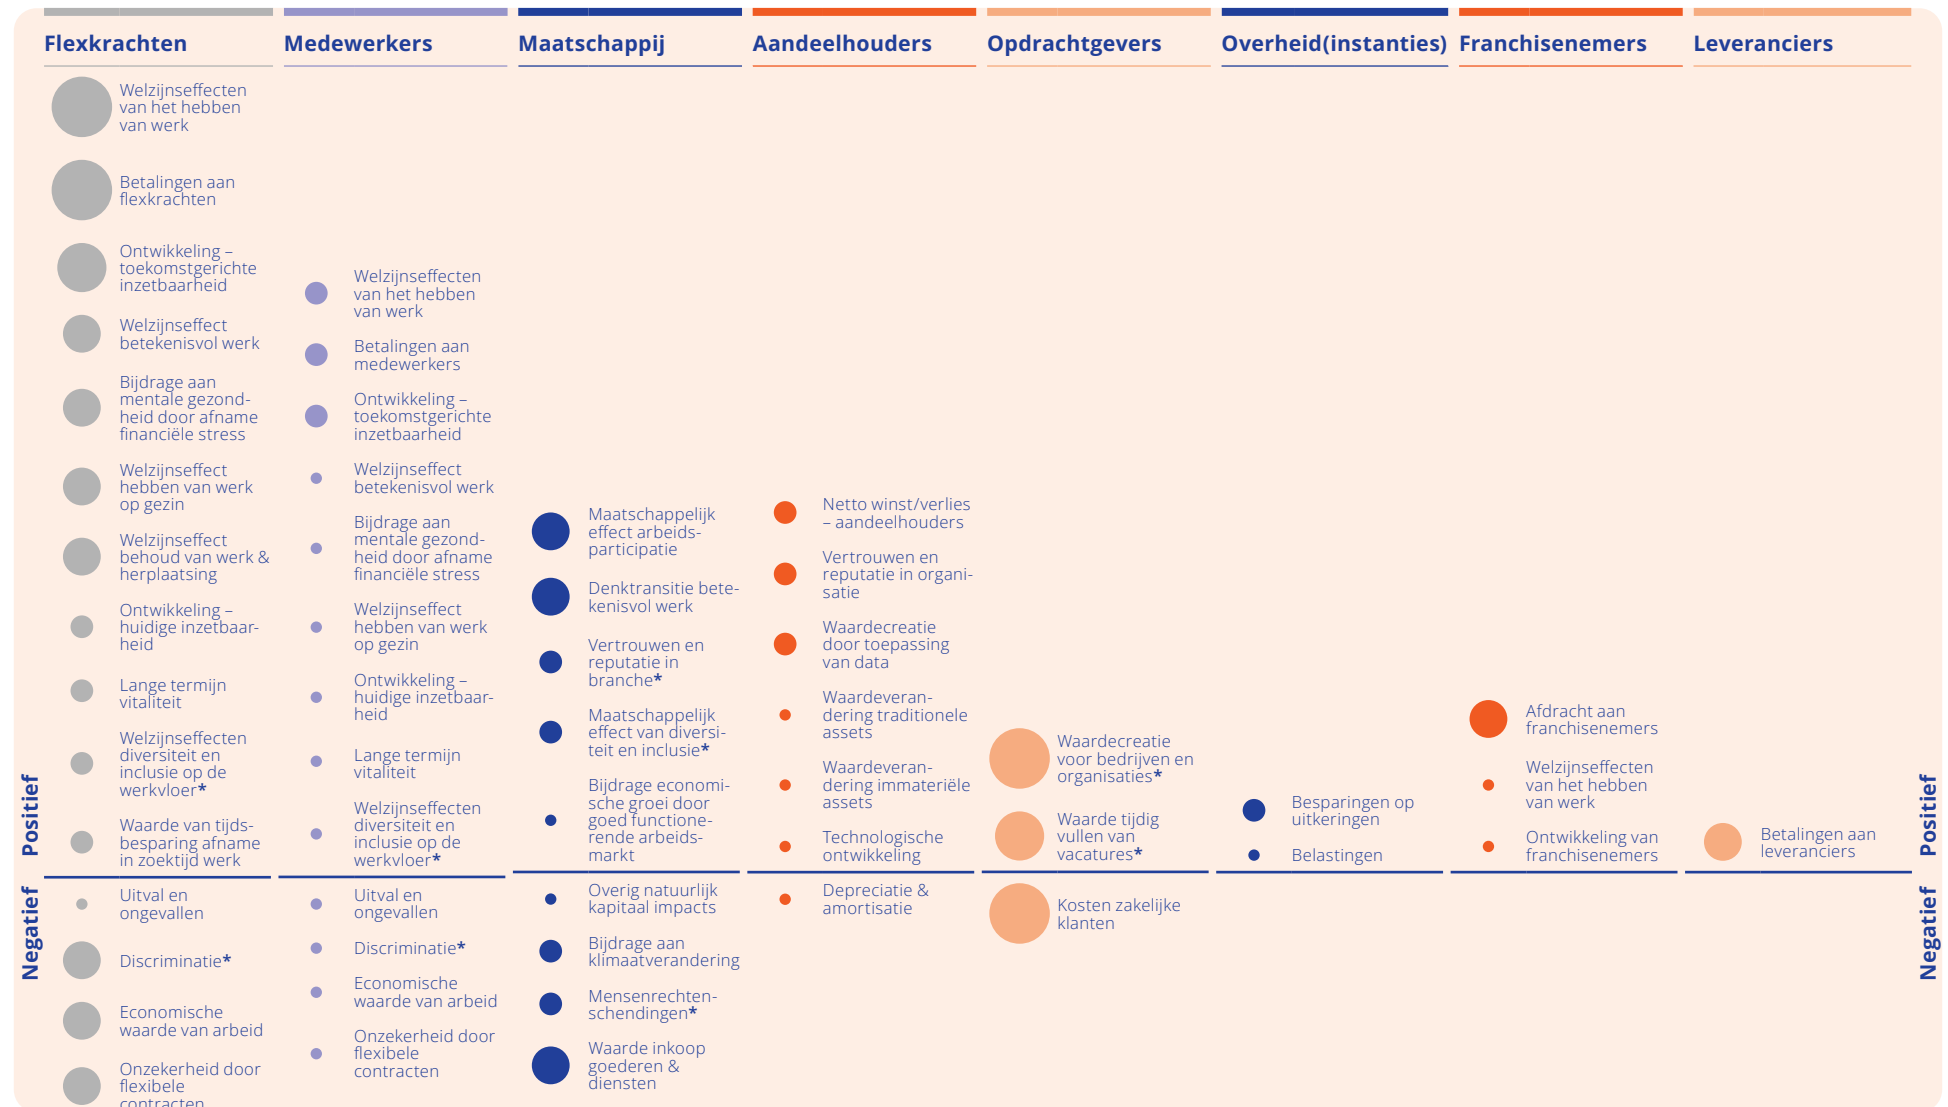 Flexkrachten
Welzijnseffecten
van het hebben
van werk
Betalingen aan
flexkrachten
Ontwikkeling –
toekomstgerichte
inzetbaarheid
Welzijnseffect
betekenisvol werk
Bijdrage aan
mentale gezond-
heid door afname
financiële stress
Welzijnseffect
hebben van werk
op gezin
Welzijnseffect
behoud van werk &
herplaatsing
Ontwikkeling –
huidige inzetbaar-
heid
Lange termijn
vitaliteit
Welzijnseffecten
diversiteit en
inclusie op de
werkvloer*
Waarde van tijds-
besparing afname
in zoektijd werk
Uitval en
ongevallen
Discriminatie*
Economische
waarde van arbeid
Onzekerheid door
flexibele
contracten
Medewerkers
Welzijnseffecten
van het hebben
van werk
Betalingen aan
medewerkers
Ontwikkeling –
toekomstgerichte
inzetbaarheid
Welzijnseffect
betekenisvol werk
Bijdrage aan
mentale gezond-
heid door afname
financiële stress
Welzijnseffect
hebben van werk
op gezin
Ontwikkeling –
huidige inzetbaar-
heid
Lange termijn
vitaliteit
Welzijnseffecten
diversiteit en
inclusie op de
werkvloer*
Uitval en
ongevallen
Discriminatie*
Economische
waarde van arbeid
Onzekerheid door
flexibele
contracten
Maatschappij
Maatschappelijk
effect arbeids-
participatie
Denktransitie bete-
kenisvol werk
Vertrouwen en
reputatie in
branche*
Maatschappelijk
effect van diversi-
teit en inclusie*
Bijdrage economi-
sche groei door
goed functione-
rende arbeids-
markt
Overig natuurlijk
kapitaal impacts
Bijdrage aan
klimaatverandering
Mensenrechten-
schendingen*
Waarde inkoop
goederen &
diensten
Aandeelhouders
Netto winst/verlies
– aandeelhouders
Vertrouwen en
reputatie in organi-
satie
Waardecreatie
door toepassing
van data
Waardeveran-
dering traditionele
assets
Waardeveran-
dering immateriële
assets
Technologische
ontwikkeling
Depreciatie &
amortisatie
Opdrachtgevers
Waardecreatie
voor bedrijven en
organisaties*
Waarde tijdig
vullen van
vacatures*
Kosten zakelijke
klanten
Overheid(instanties)
Besparingen op
uitkeringen
Belastingen
Franchisenemers
Afdracht aan
franchisenemers
Welzijnseffecten
van het hebben
van werk
Ontwikkeling van
franchisenemers
Leveranciers
Betalingen aan
leveranciers
Positief
Negatief
Positief
Negatief